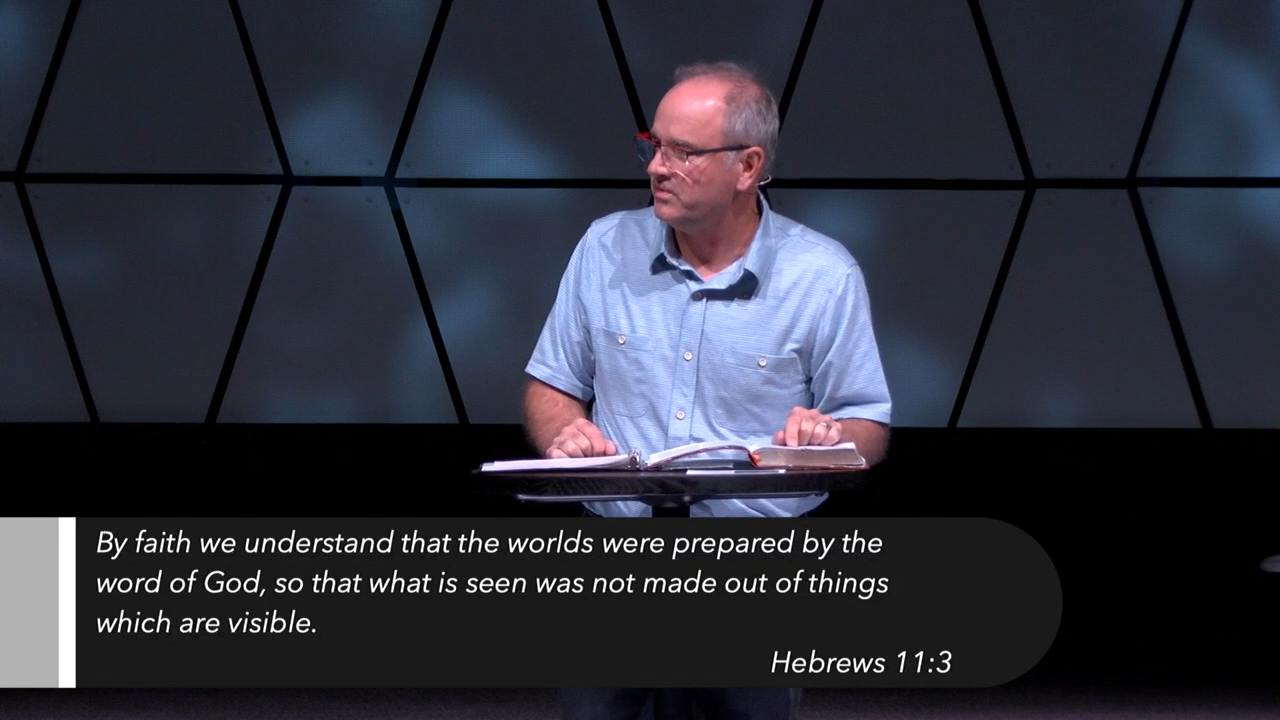 By faith we understand that the worlds were prepared by the
word of God, so that what is seen was not made out of things
which are visible.
Hebrews 11:3